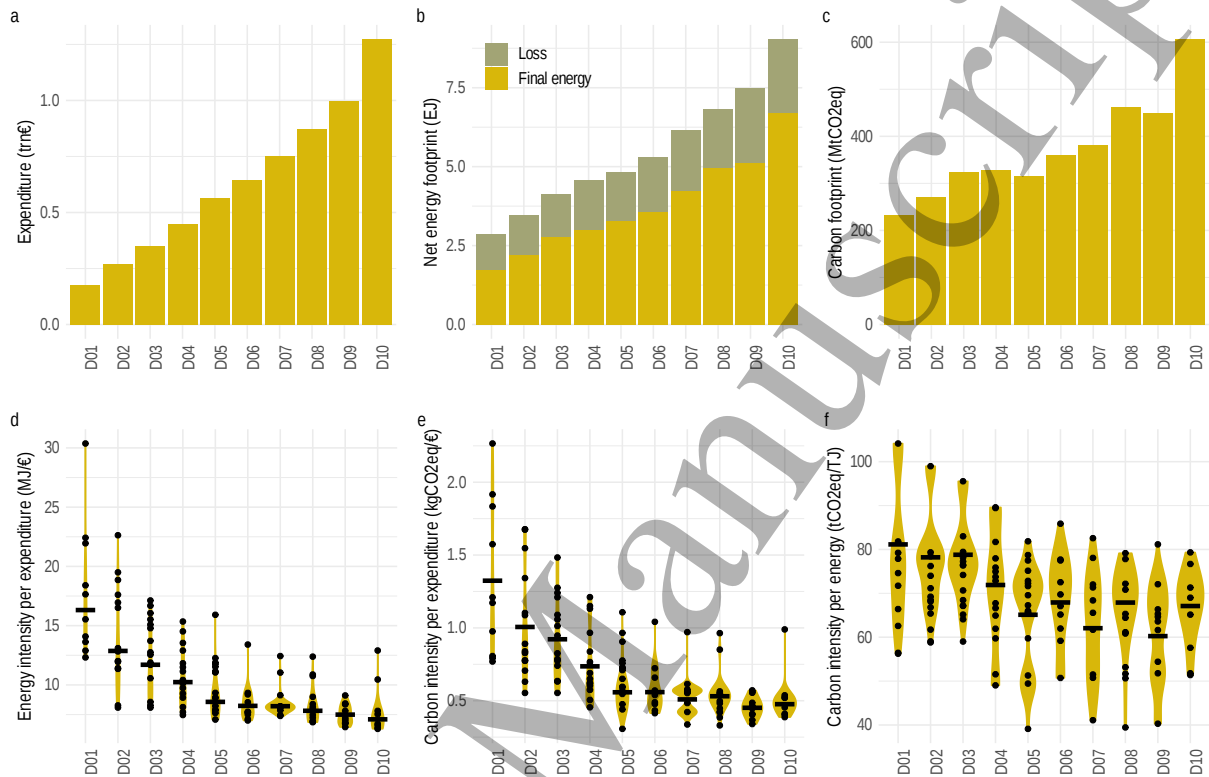 a
Expenditure (trn€)
1.0
0.5
0.0
D01 D02 D03 D04 D05 D06 D07 D08 D09 D10
b
Net energy footprint (EJ)
Loss
Final energy
7.5
5.0
2.5
0.0
D01 D02 D03 D04 D05 D06 D07 D08 D09 D10
c
Carbon footprint (MtCO2eq)
600
400
200
0
D01 D02 D03 D04 D05 D06 D07 D08 D09 D10
d
Energy intensity per expenditure (MJ/€)
30
25
20
15
10
D01 D02 D03 D04 D05 D06 D07 D08 D09 D10
e
Carbon intensity per expenditure (kgCO2eq/€)
2.0
1.5
1.0
0.5
D01 D02 D03 D04 D05 D06 D07 D08 D09 D10
f
Carbon intensity per energy (tCO2eq/TJ)
100
80
60
40
D01 D02 D03 D04 D05 D06 D07 D08 D09 D10
Manuscrip